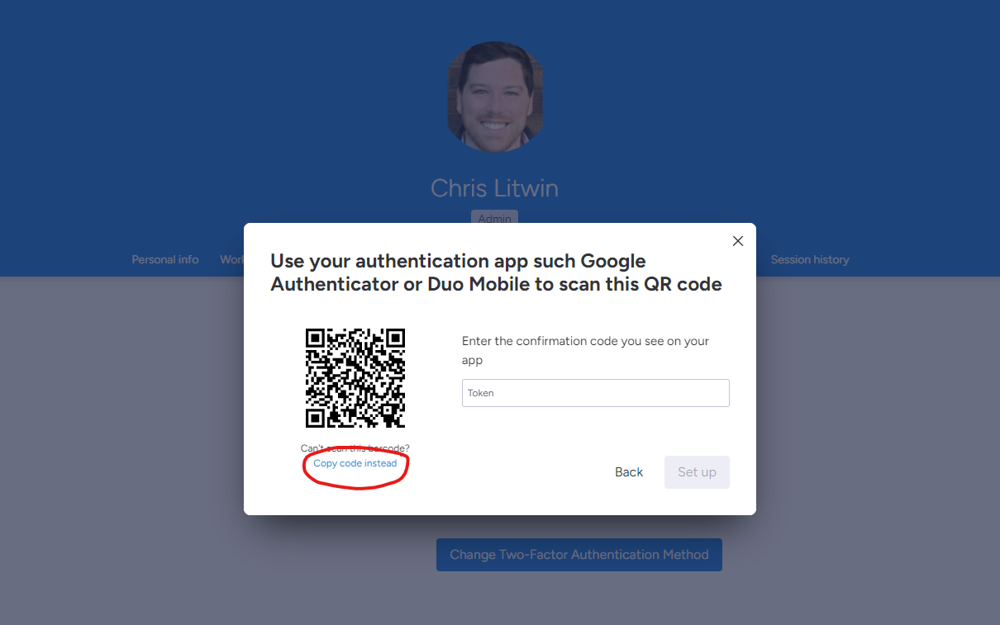 Chris Litwin
Admin
Personal info
Work
Session history
Use your authentication app such Google
Authenticator or Duo Mobile to scan this QR code
Enter the confirmation code you see on your
app
Token
Can't scan this barcode?
Copy code instead
Back
Set up
Change Two-Factor Authentication Method